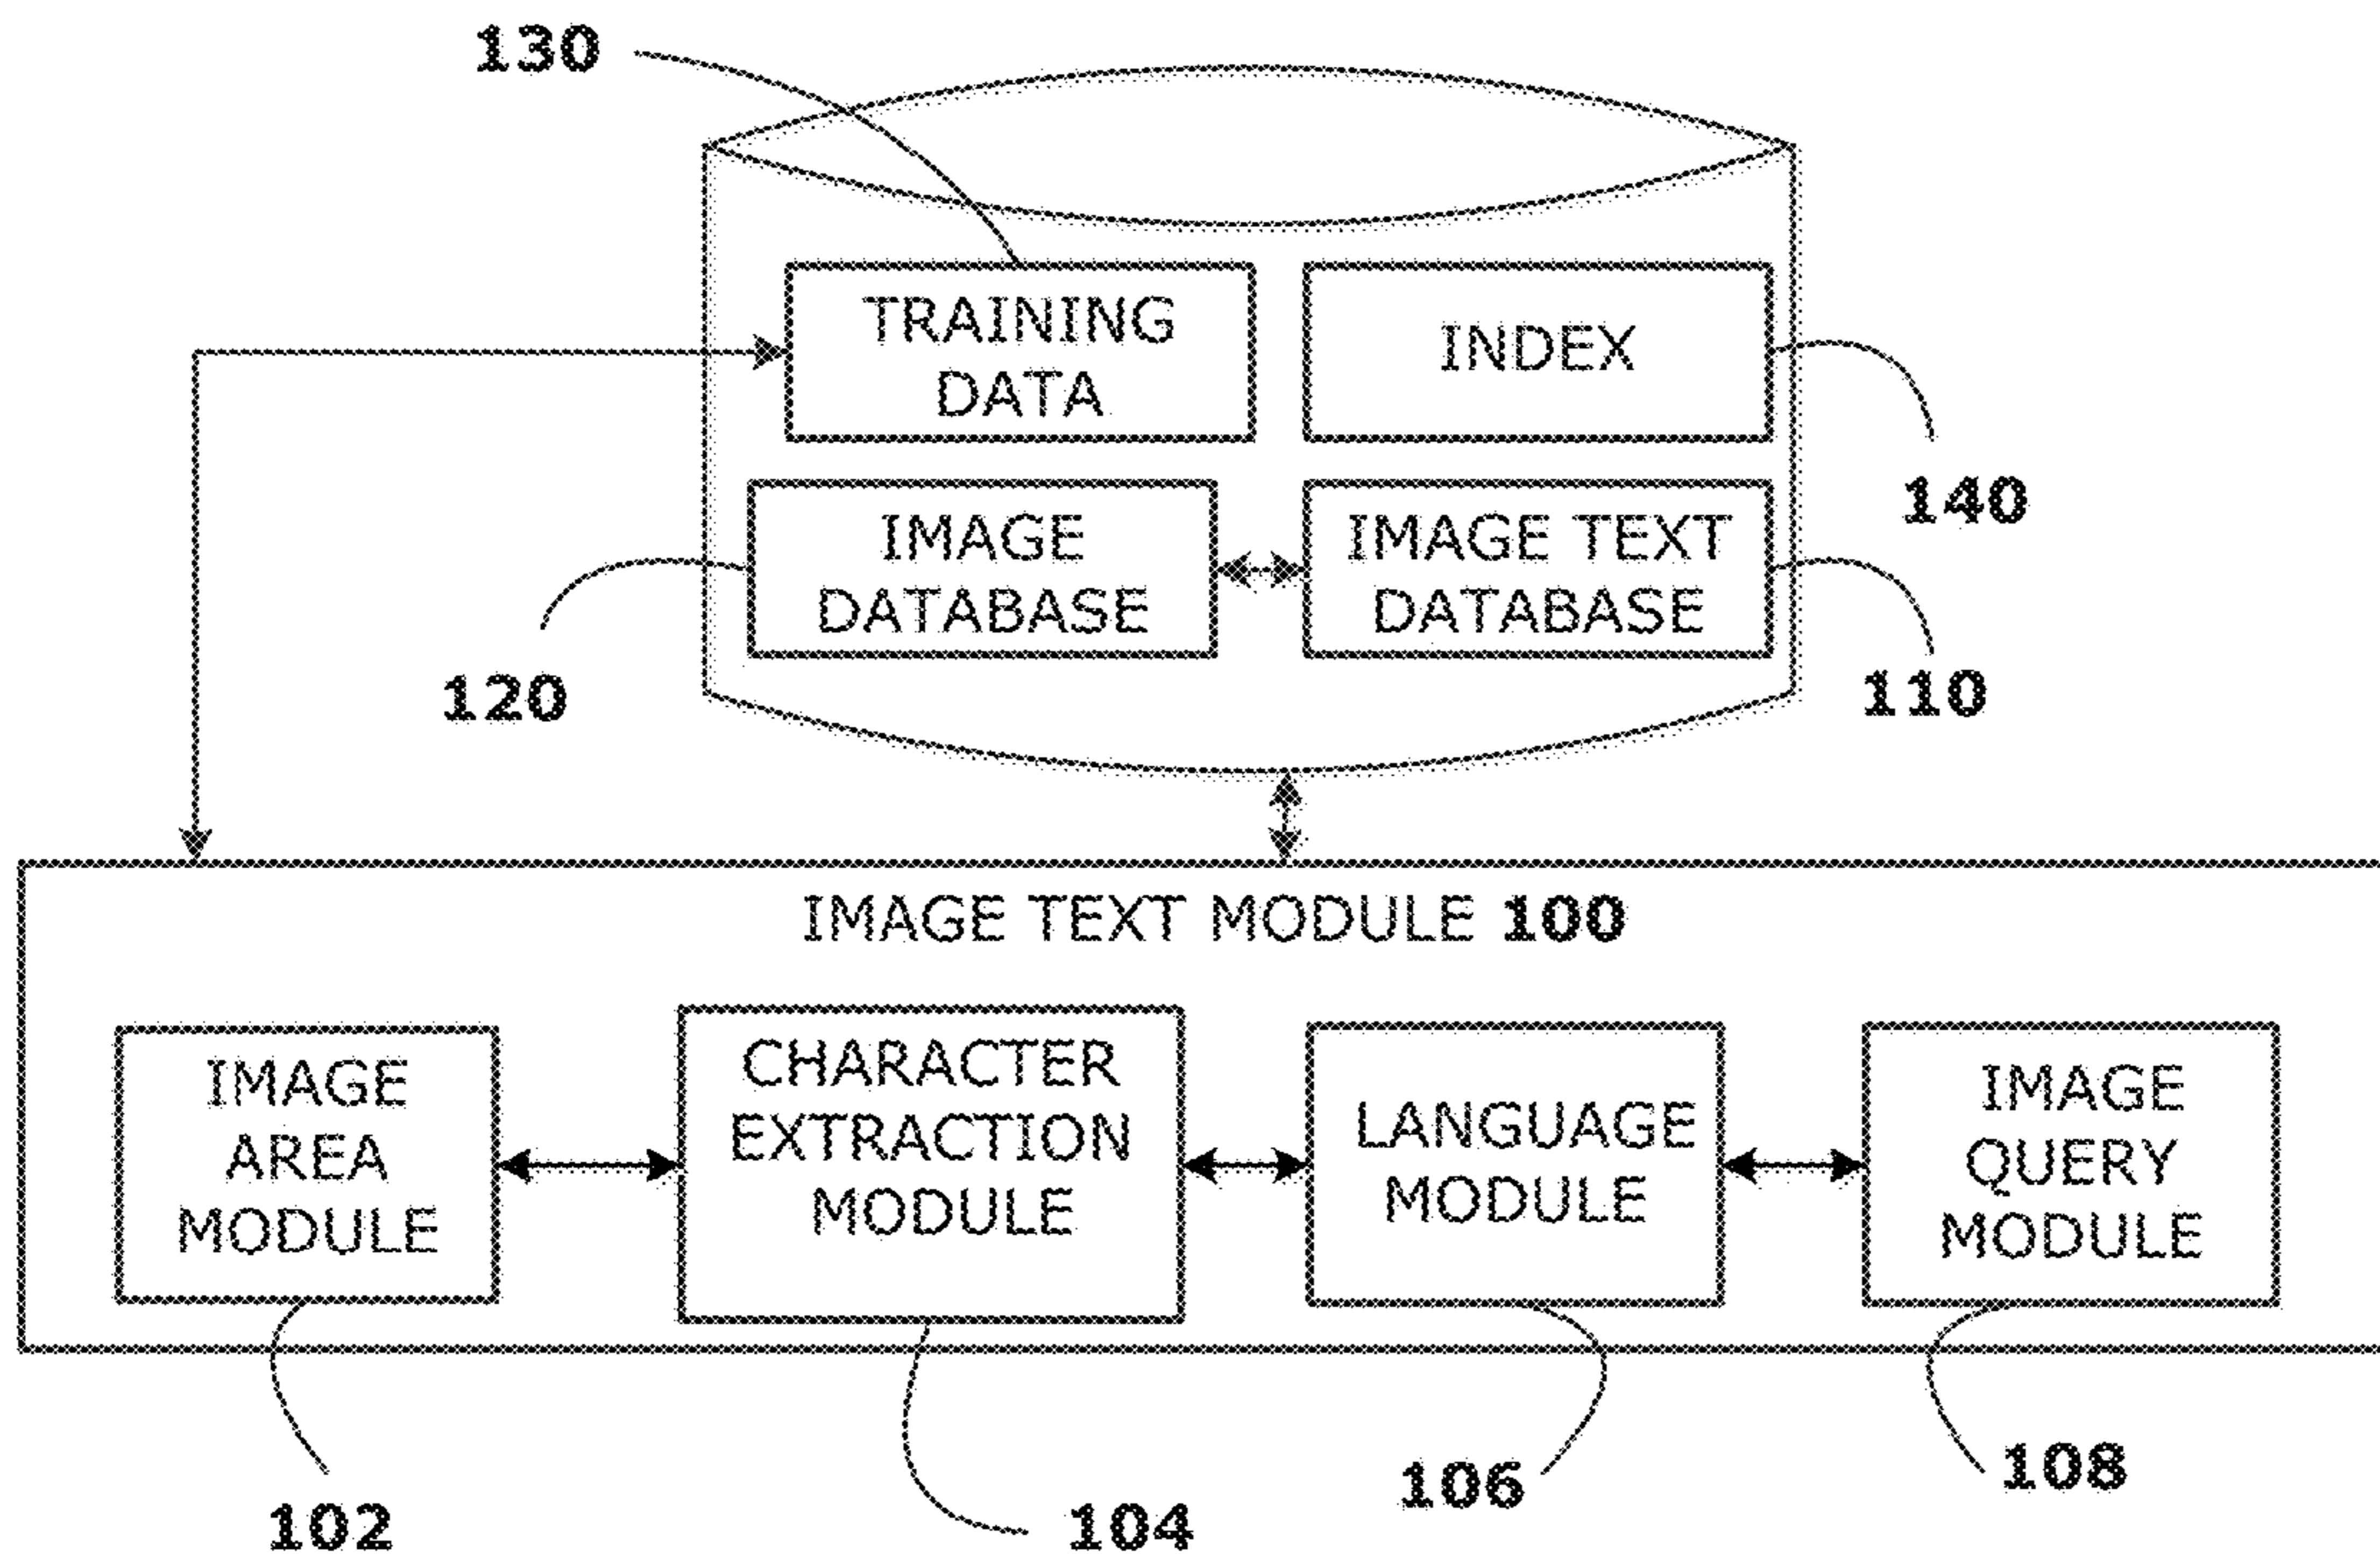 130
TRAINING
DATA
INDEX
140
IMAGE
DATABASE
IMAGE TEXT
DATABASE
120
110
IMAGE TEXT MODULE 100
IMAGE
AREA
MODULE
CHARACTER
EXTRACTION
MODULE
LANGUAGE
MODULE
IMAGE
QUERY
MODULE
102
104
106
108